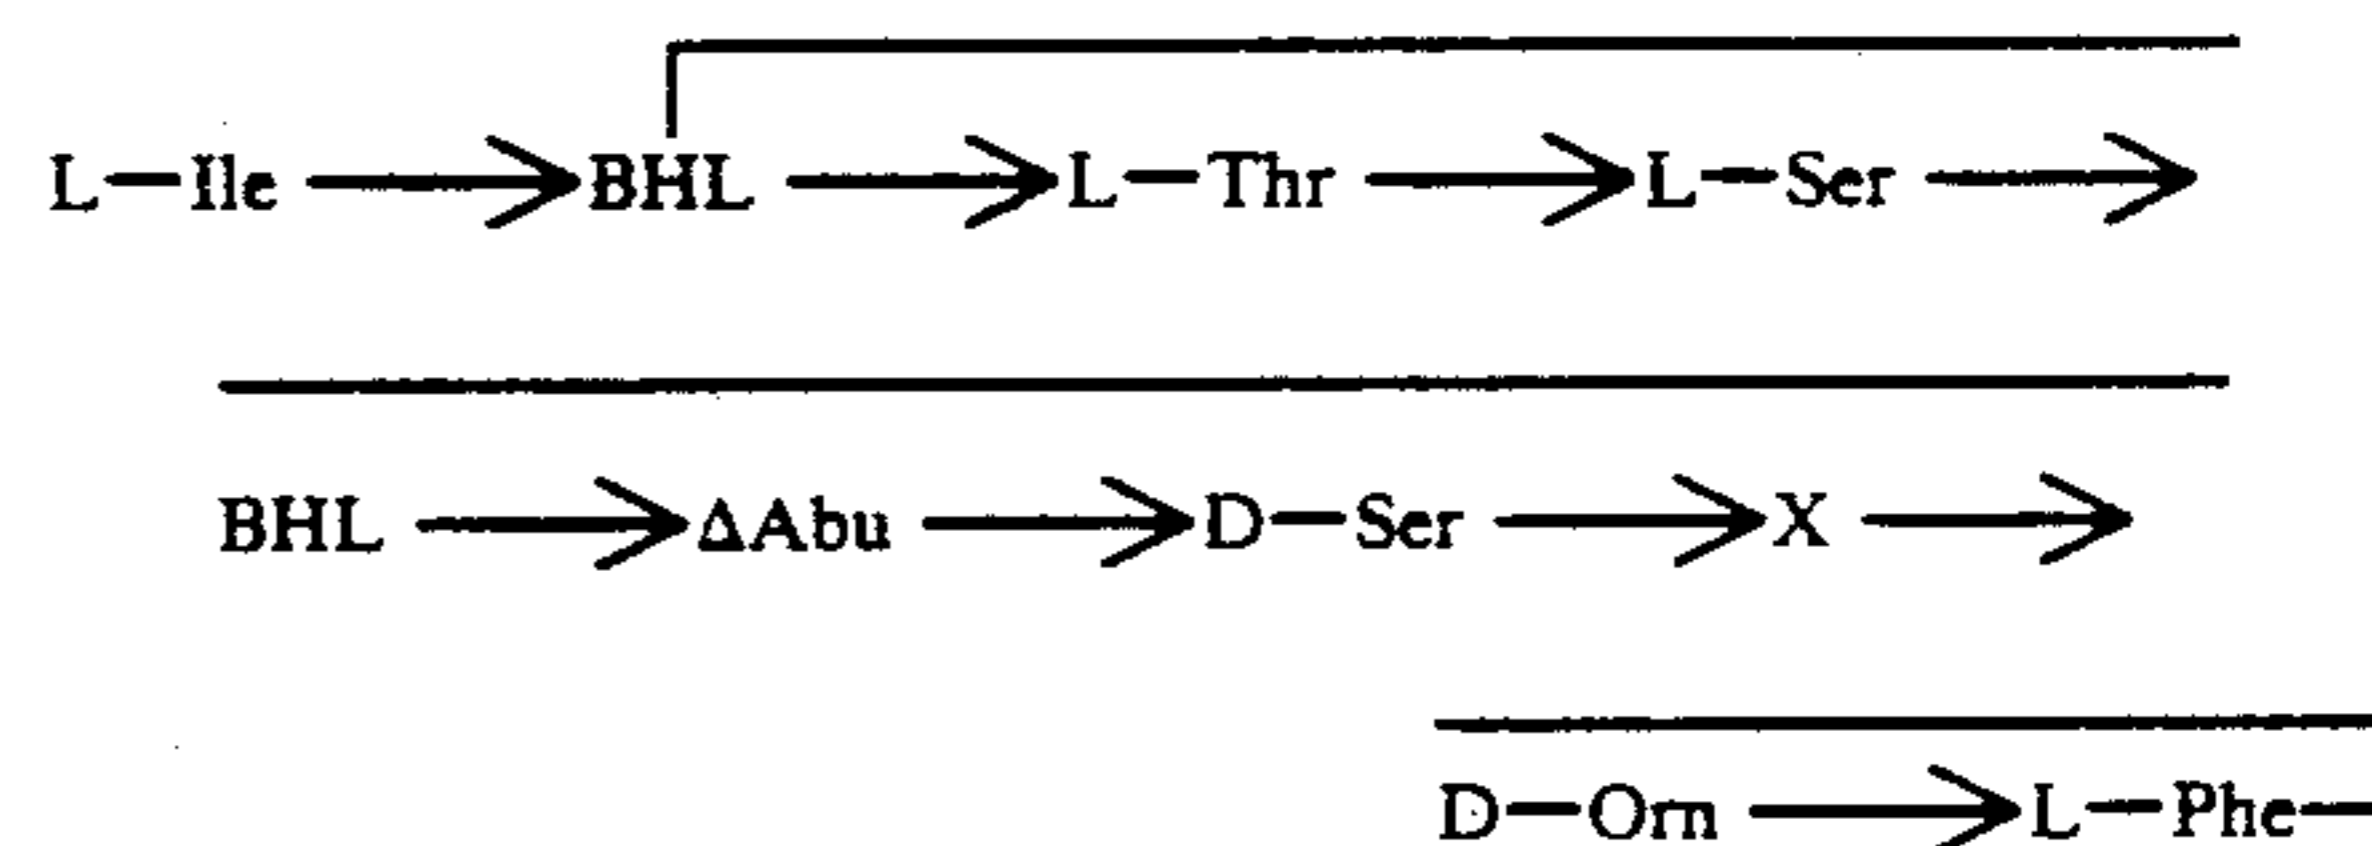 L—Ile ⟶ BHL ⟶ L—Thr ⟶ L—Ser ⟶
BHL ⟶ ΔAbu ⟶ D—Ser ⟶ X ⟶
D—Orn ⟶ L—Phe—